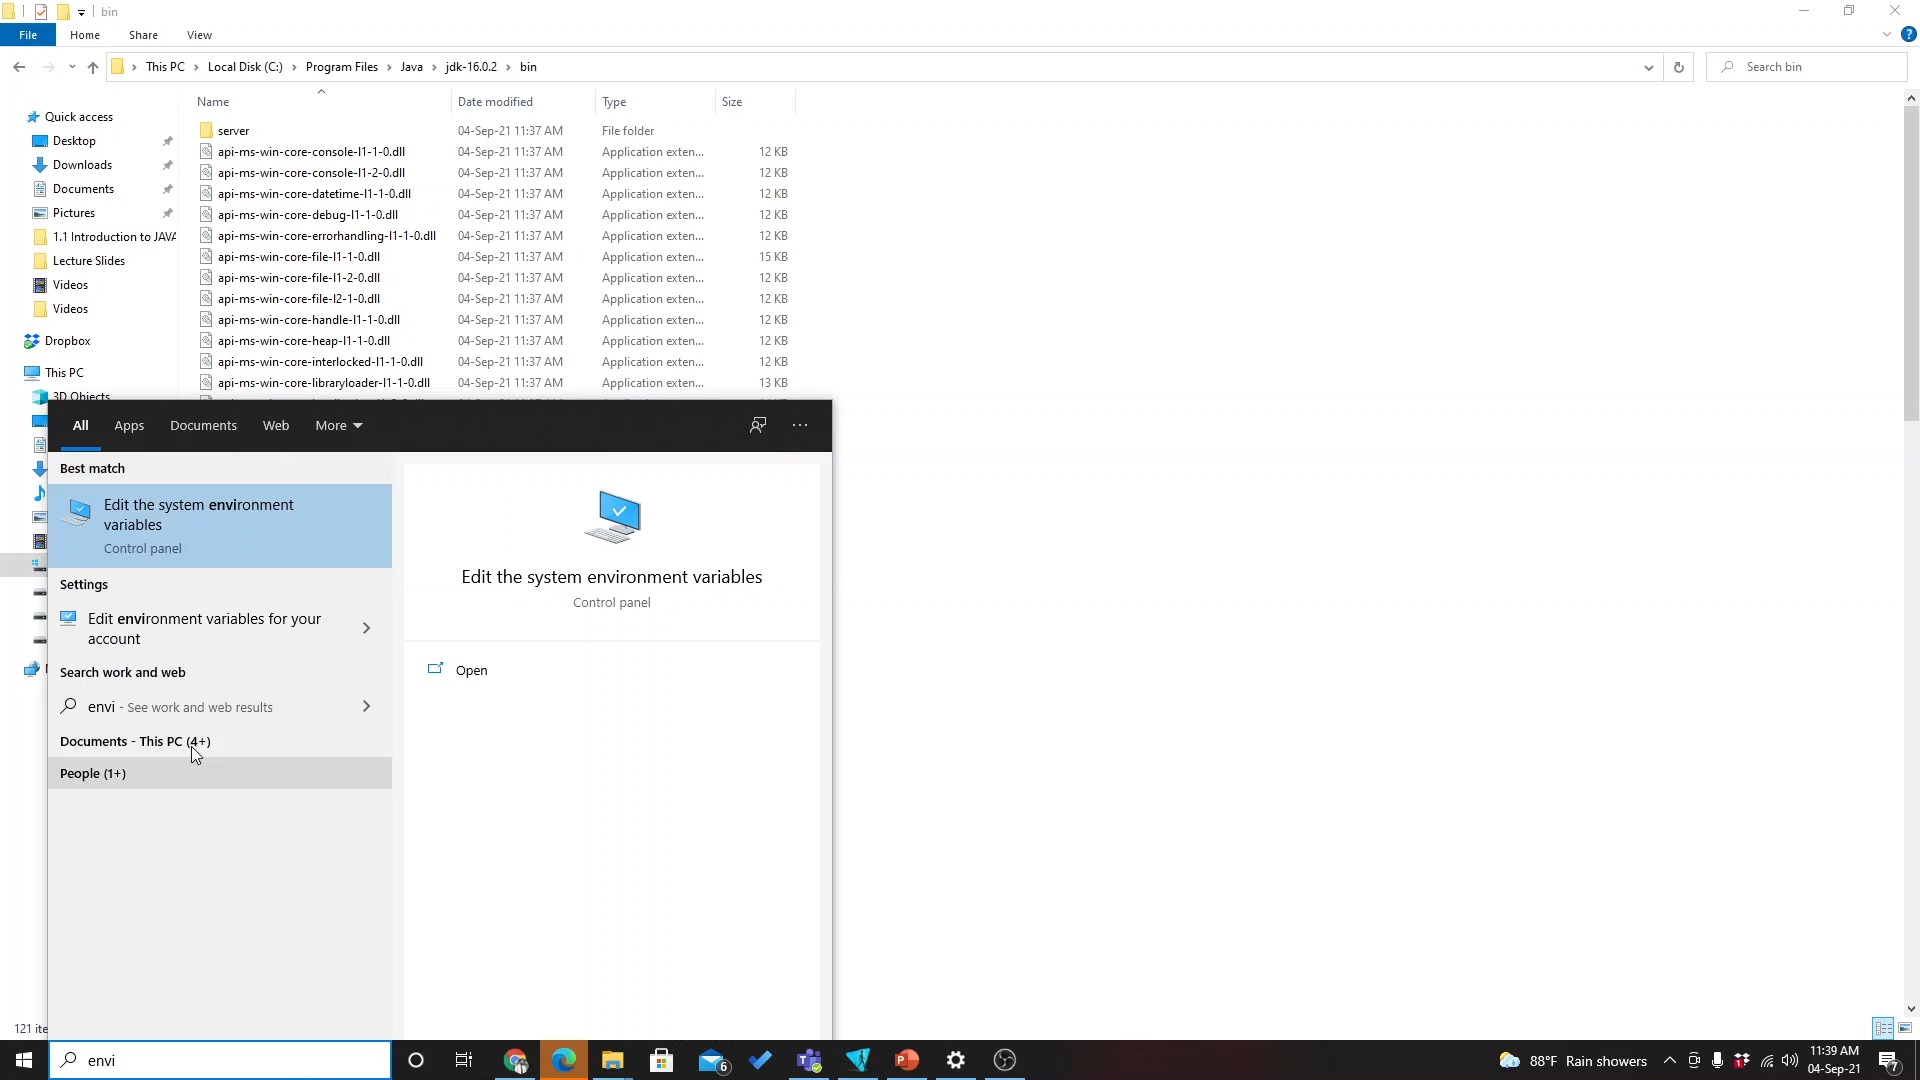 bin
File
Home
Share
View
This PC
Local Disk (C:)
Program Files
Java
jdk-16.0.2
bin
Search bin
Name
Date modified
Type
Size
Quick access
Desktop
Downloads
Documents
Pictures
1.1 Introduction to JAVA
Lecture Slides
Videos
Videos
Dropbox
This PC
3D Objects
server 04-Sep-21 11:37 AM File folder
api-ms-win-core-console-l1-1-0.dll 04-Sep-21 11:37 AM Application exten... 12 KB
api-ms-win-core-console-l1-2-0.dll 04-Sep-21 11:37 AM Application exten... 12 KB
api-ms-win-core-datetime-l1-1-0.dll 04-Sep-21 11:37 AM Application exten... 12 KB
api-ms-win-core-debug-l1-1-0.dll 04-Sep-21 11:37 AM Application exten... 12 KB
api-ms-win-core-errorhandling-l1-1-0.dll 04-Sep-21 11:37 AM Application exten... 12 KB
api-ms-win-core-file-l1-1-0.dll 04-Sep-21 11:37 AM Application exten... 15 KB
api-ms-win-core-file-l1-2-0.dll 04-Sep-21 11:37 AM Application exten... 12 KB
api-ms-win-core-file-l2-1-0.dll 04-Sep-21 11:37 AM Application exten... 12 KB
api-ms-win-core-handle-l1-1-0.dll 04-Sep-21 11:37 AM Application exten... 12 KB
api-ms-win-core-heap-l1-1-0.dll 04-Sep-21 11:37 AM Application exten... 12 KB
api-ms-win-core-interlocked-l1-1-0.dll 04-Sep-21 11:37 AM Application exten... 12 KB
api-ms-win-core-libraryloader-l1-1-0.dll 04-Sep-21 11:37 AM Application exten... 13 KB
All
Apps
Documents
Web
More
Best match
Edit the system environment
variables
Control panel
Settings
Edit environment variables for your
account
Search work and web
envi - See work and web results
Documents - This PC (4+)
People (1+)
Edit the system environment variables
Control panel
Open
121 ite
envi
6
1
88°F Rain showers
11:39 AM
04-Sep-21
7